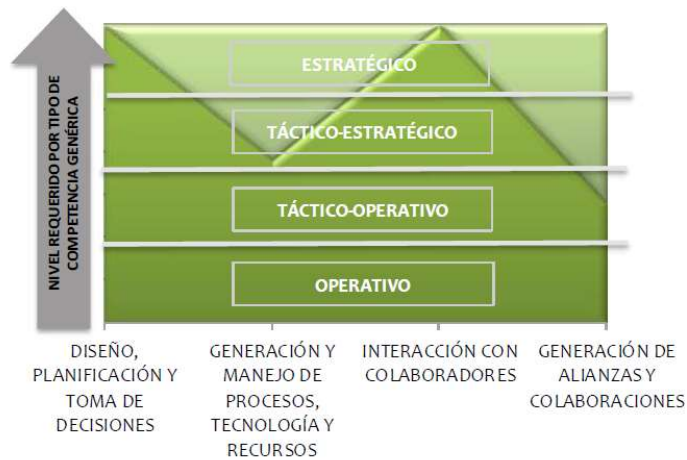 NIVEL REQUERIDO POR TIPO DE
COMPETENCIA GENÉRICA
ESTRATÉGICO
TÁCTICO-ESTRATÉGICO
TÁCTICO-OPERATIVO
OPERATIVO
DISEÑO,
PLANIFICACIÓN Y
TOMA DE
DECISIONES
GENERACIÓN Y
MANEJO DE
PROCESOS,
TECNOLOGÍA Y
RECURSOS
INTERACCIÓN CON
COLABORADORES
GENERACIÓN DE
ALIANZAS Y
COLABORACIONES